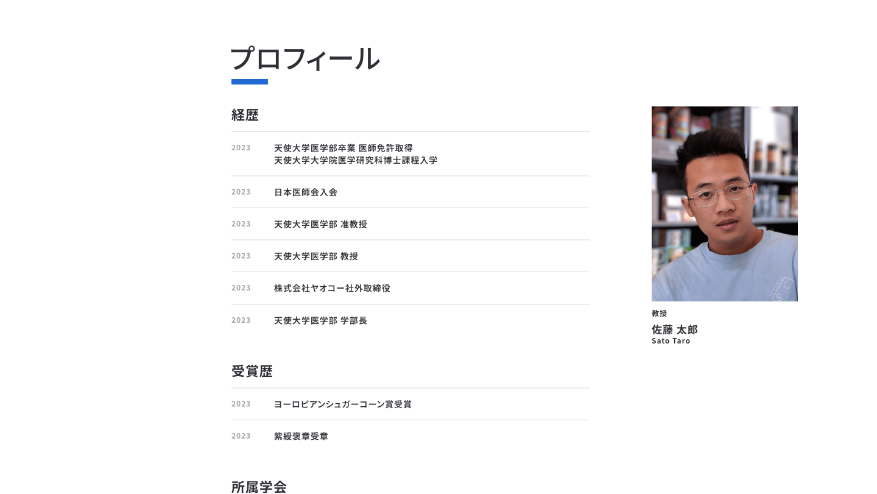 プロフィール
経歴
2023 天使大学医学部卒業 医師免許取得
天使大学大学院医学研究科博士課程入学
2023 日本医師会入会
2023 天使大学医学部 准教授
2023 天使大学医学部 教授
2023 株式会社ヤオコー社外取締役
2023 天使大学医学部 学部長
受賞歴
2023 ヨーロピアンシュガーコーン賞受賞
2023 紫綬褒章受章
所属学会
教授
佐藤 太郎
Sato Taro